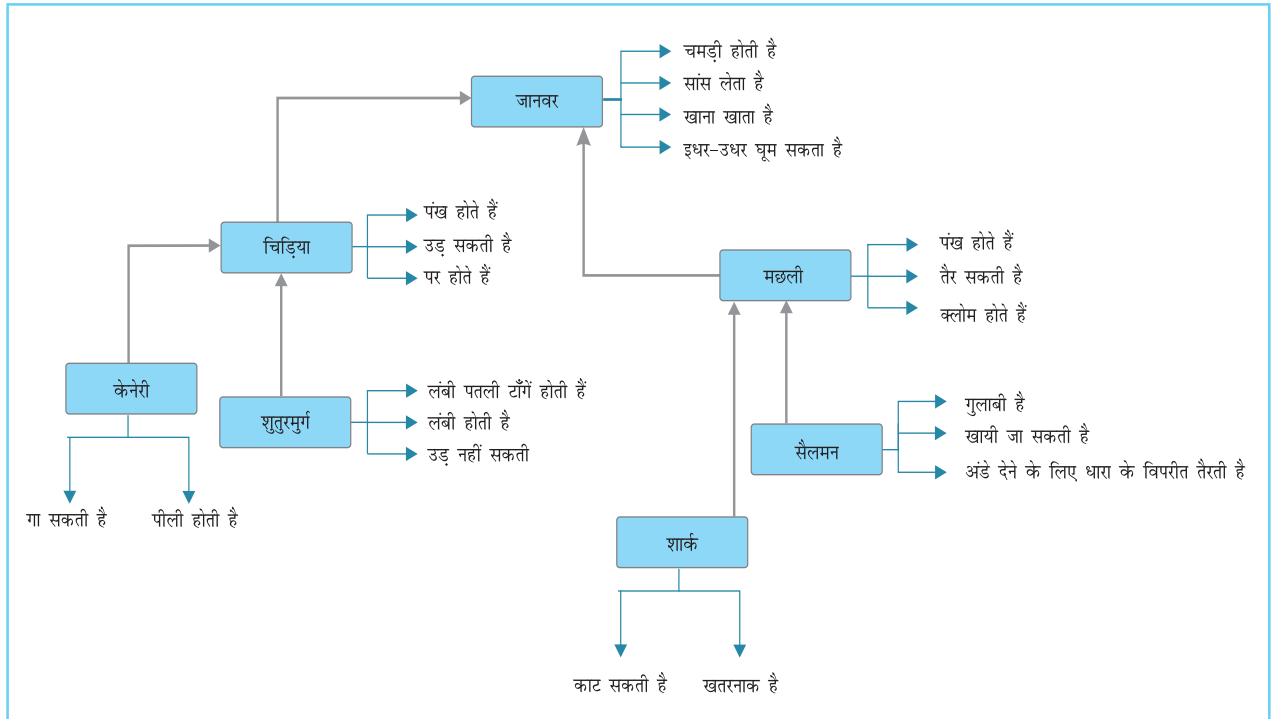 जानवर
चमड़ी होती है
सांस लेता है
खाना खाता है
इधर-उधर घूम सकता है
चिड़िया
पंख होते हैं
उड़ सकती है
पर होते हैं
मछली
पंख होते हैं
तैर सकती है
क्लोम होते हैं
केनेरी
गा सकती है
पीली होती है
शुतुरमुर्ग
लंबी पतली टाँगें होती हैं
लंबी होती है
उड़ नहीं सकती
सैलमन
गुलाबी है
खायी जा सकती है
अंडे देने के लिए धारा के विपरीत तैरती है
शार्क
काट सकती है
खतरनाक है